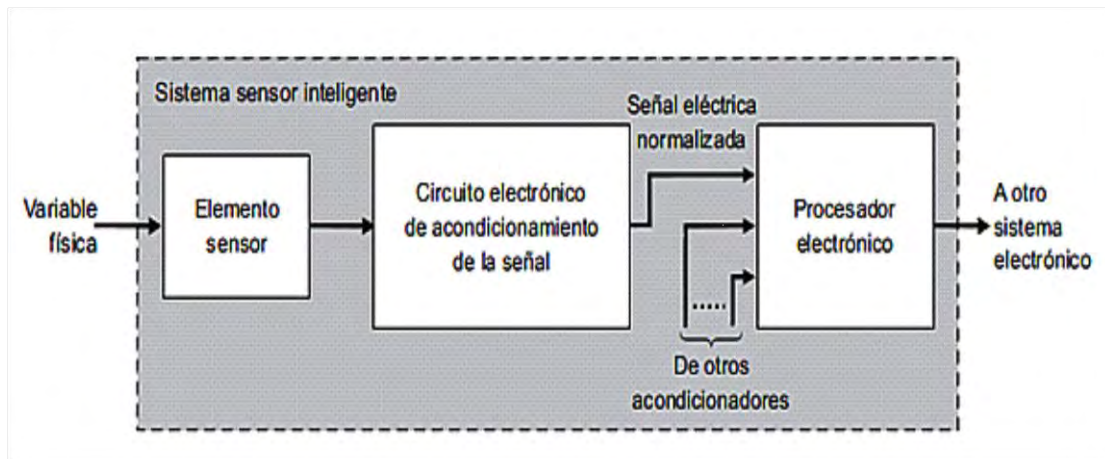 Sistema sensor inteligente
Variable
física
Elemento
sensor
Circuito electrónico
de acondicionamiento
de la señal
Señal eléctrica
normalizada
De otros
acondicionadores
Procesador
electrónico
A otro
sistema
electrónico